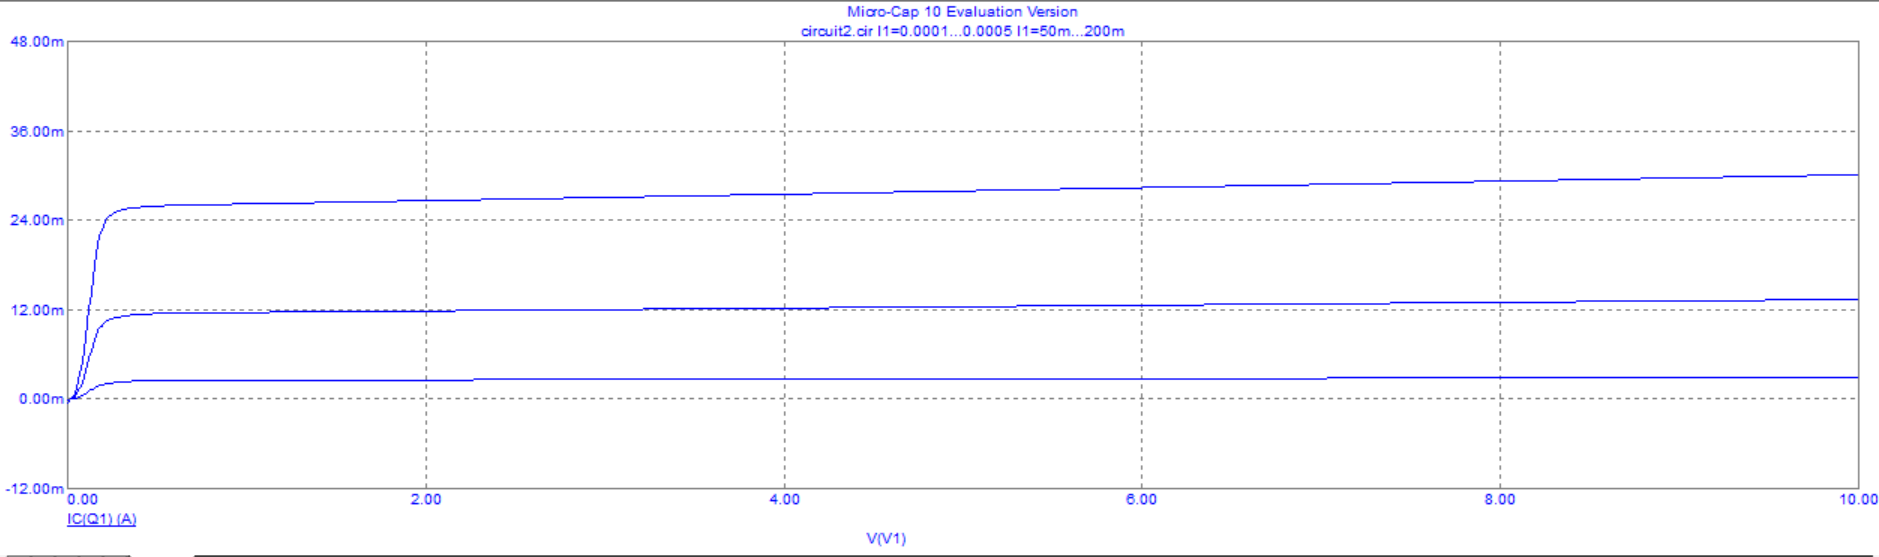 Micro-Cap 10 Evaluation Version
circuit2.cir I1=0.0001...0.0005 I1=50m...200m
48.00m
36.00m
24.00m
12.00m
0.00m
-12.00m
0.00 2.00 4.00 6.00 8.00 10.00
IC(Q1) (A)
V(V1)